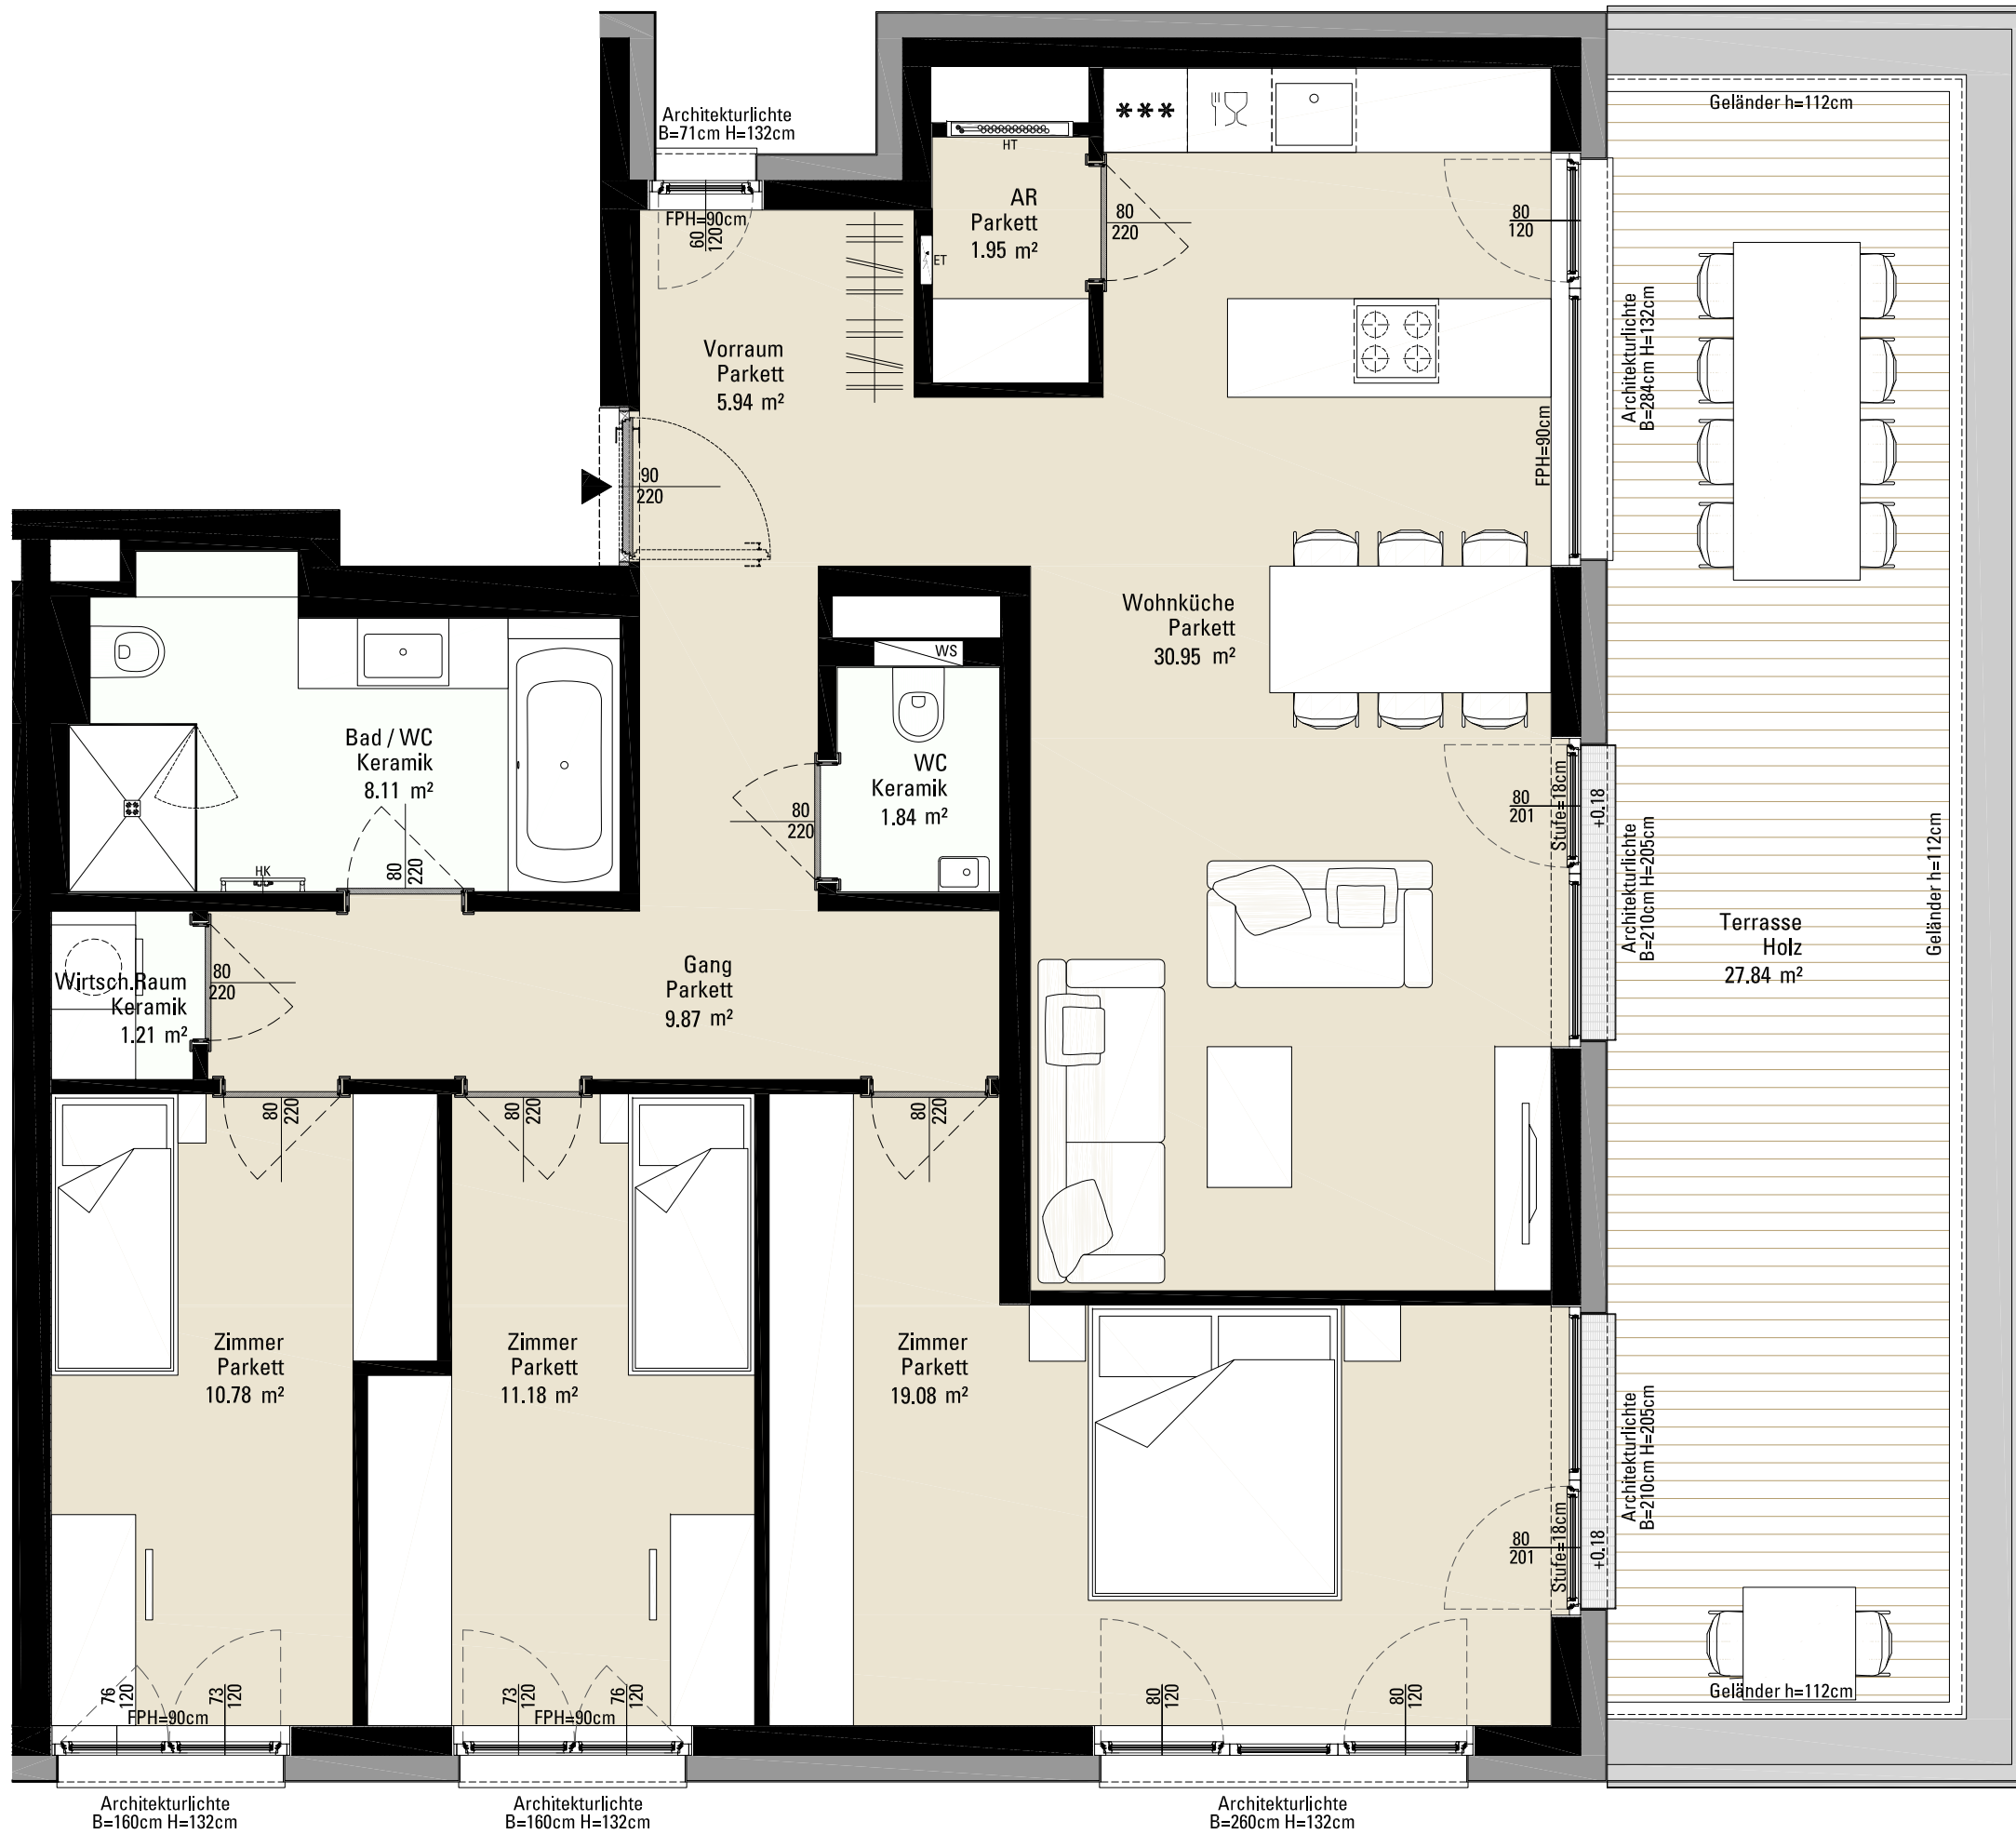 Architekturlichte
B=71cm H=132cm
FPH=90cm
60
120
HT
AR
Parkett
1.95 m²
ET
80
220
***
80
120
Geländer h=112cm
Architekturlichte
B=284cm H=132cm
FPH=90cm
Vorraum
Parkett
5.94 m²
90
220
Wohnküche
Parkett
30.95 m²
WS
WC
Keramik
1.84 m²
80
220
Bad / WC
Keramik
8.11 m²
HK
80
220
80
201
Stufe=18cm
+0.18
Architekturlichte
B=210cm H=205cm
Terrasse
Holz
27.84 m²
Geländer h=112cm
Wirtsch.Raum
Keramik
1.21 m²
80
220
Gang
Parkett
9.87 m²
80
220
80
220
80
220
Zimmer
Parkett
10.78 m²
Zimmer
Parkett
11.18 m²
Zimmer
Parkett
19.08 m²
Architekturlichte
B=210cm H=205cm
80
201
Stufe=18cm
+0.18
Geländer h=112cm
76
120
73
120
FPH=90cm
73
120
76
120
FPH=90cm
80
120
80
120
Architekturlichte
B=160cm H=132cm
Architekturlichte
B=160cm H=132cm
Architekturlichte
B=260cm H=132cm